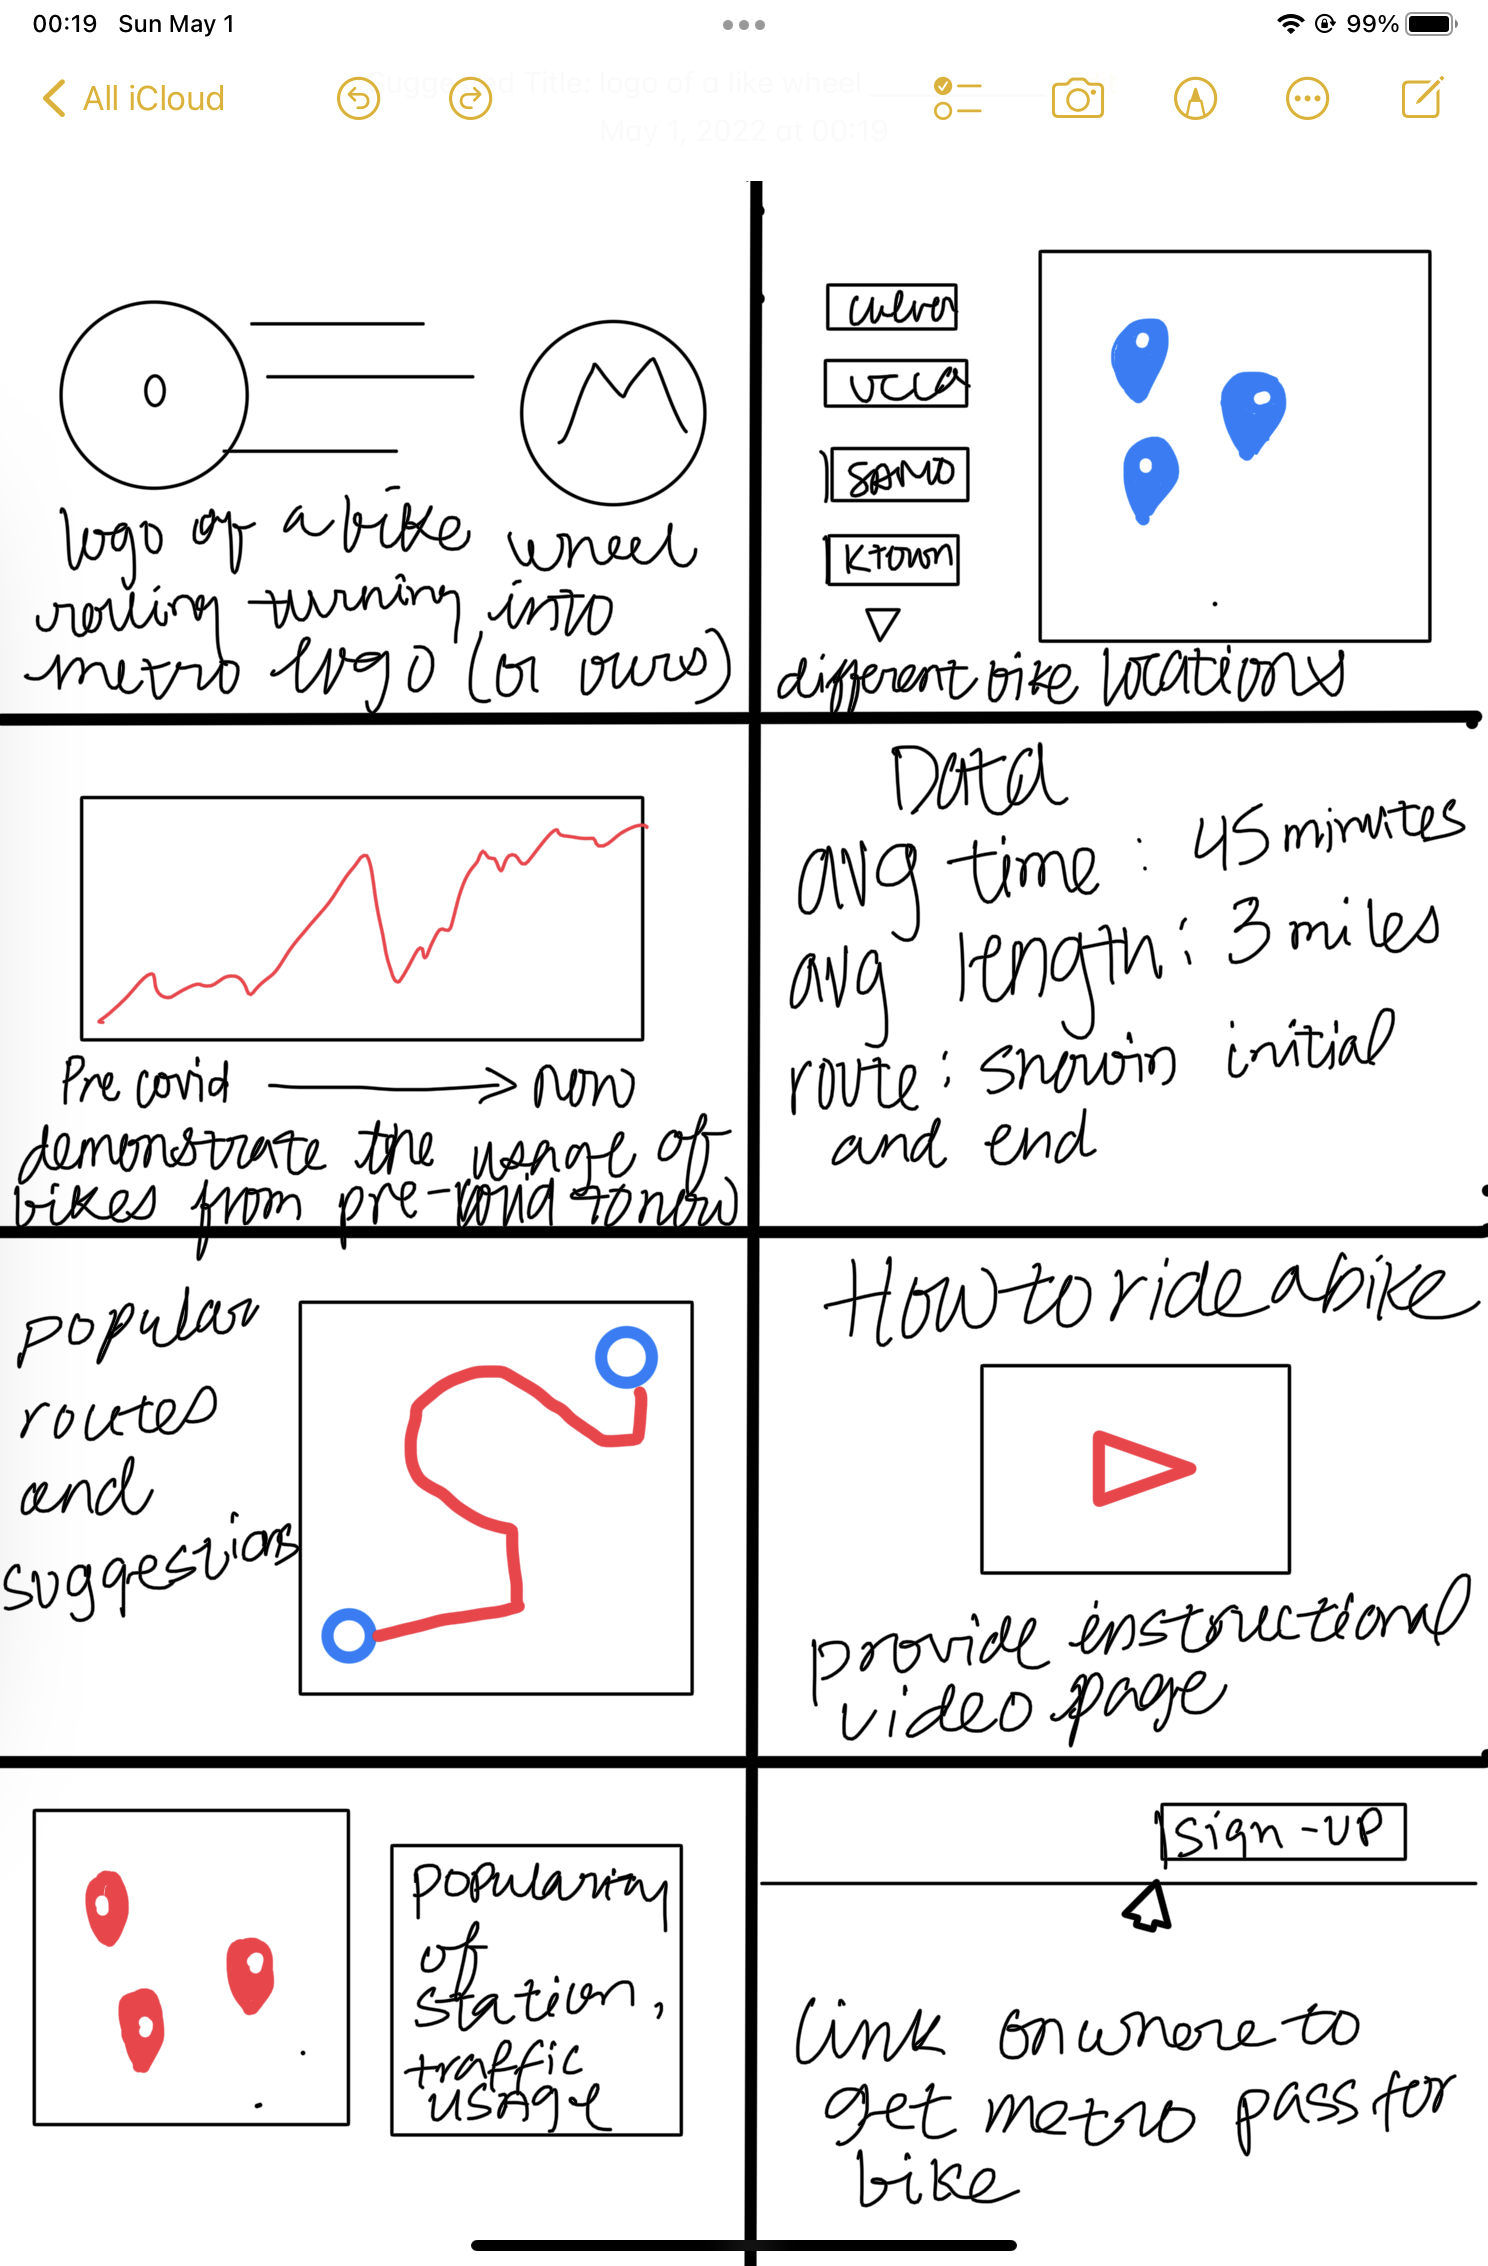 00:19 Sun May 1
99%
All iCloud
Suggested Title: logo of a like wheel
May 1, 2022 at 00:19
logo of a bike wheel
rolling turning into
metro logo (or ours)
culver
UCLA
SAMO
Ktown
different bike locations
Pre covid → now
demonstrate the usage of
bikes from pre-covid to now
Data
avg time : 45 minutes
avg length : 3 miles
route : showin initial
and end
popular
routes
and
suggestions
How to ride a bike
provide instructional
video page
popularity
of
station,
traffic
usage
sign-up
link on where to
get metro pass for
bike